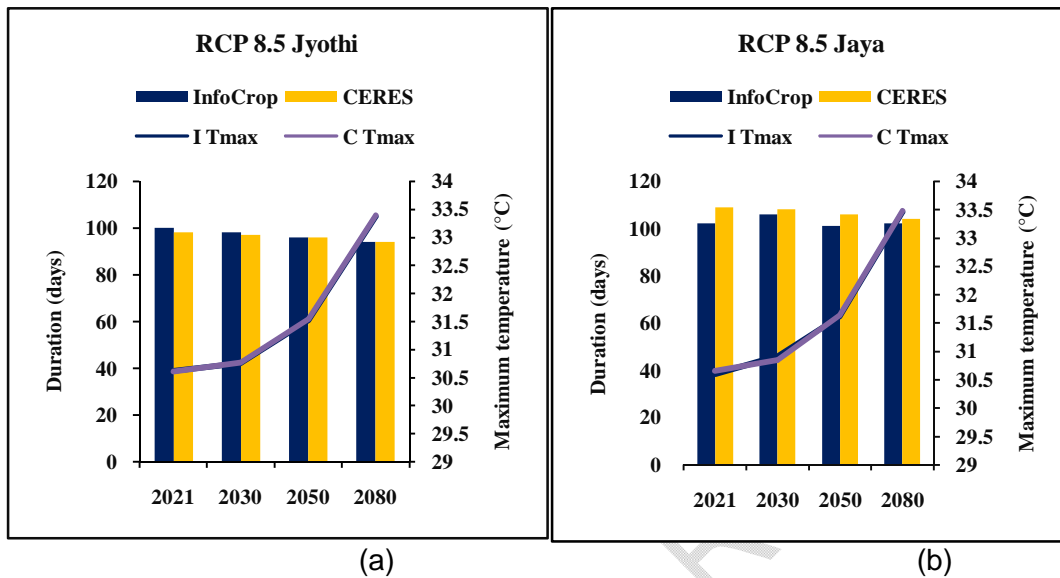 RCP 8.5 Jyothi
InfoCrop CERES
I Tmax C Tmax
120
100
80
60
40
20
0
Duration (days)
34
33.5
33
32.5
32
31.5
31
30.5
30
29.5
29
Maximum temperature (°C)
2021 2030 2050 2080
(a)
RCP 8.5 Jaya
InfoCrop CERES
I Tmax C Tmax
120
100
80
60
40
20
0
Duration (days)
34
33.5
33
32.5
32
31.5
31
30.5
30
29.5
29
Maximum temperature (°C)
2021 2030 2050 2080
(b)